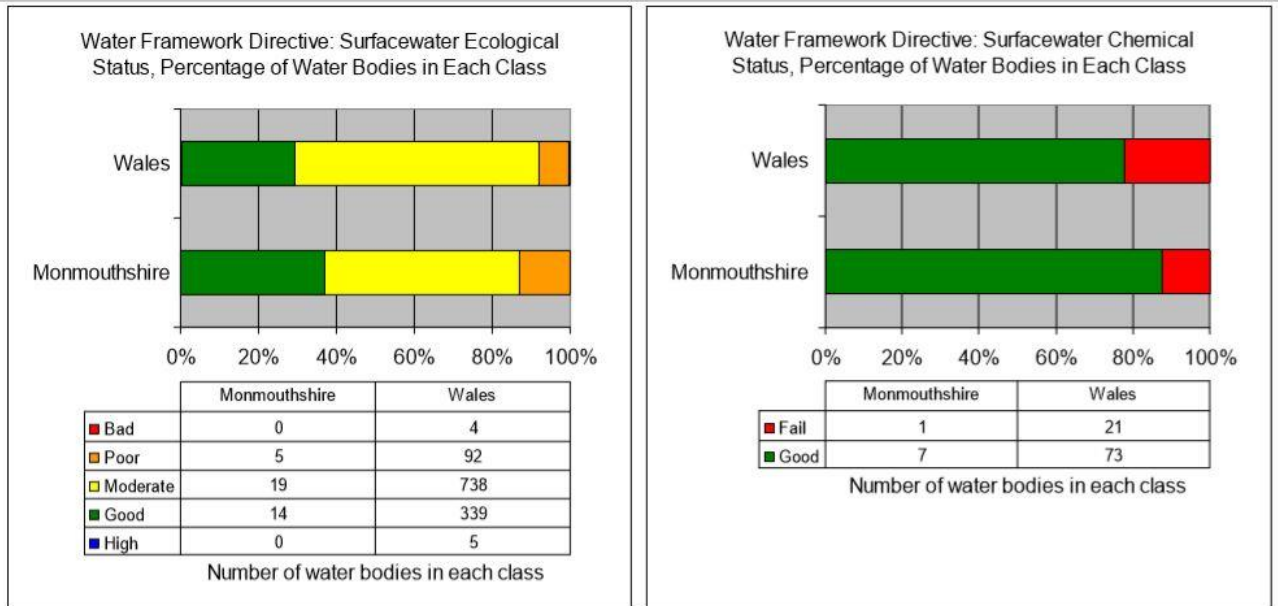 Water Framework Directive: Surfacewater Ecological
Status, Percentage of Water Bodies in Each Class
Wales
Monmouthshire
0% 20% 40% 60% 80% 100%
Monmouthshire Wales
Bad 0 4
Poor 5 92
Moderate 19 738
Good 14 339
High 0 5
Number of water bodies in each class
Water Framework Directive: Surfacewater Chemical
Status, Percentage of Water Bodies in Each Class
Wales
Monmouthshire
0% 20% 40% 60% 80% 100%
Monmouthshire Wales
Fail 1 21
Good 7 73
Number of water bodies in each class